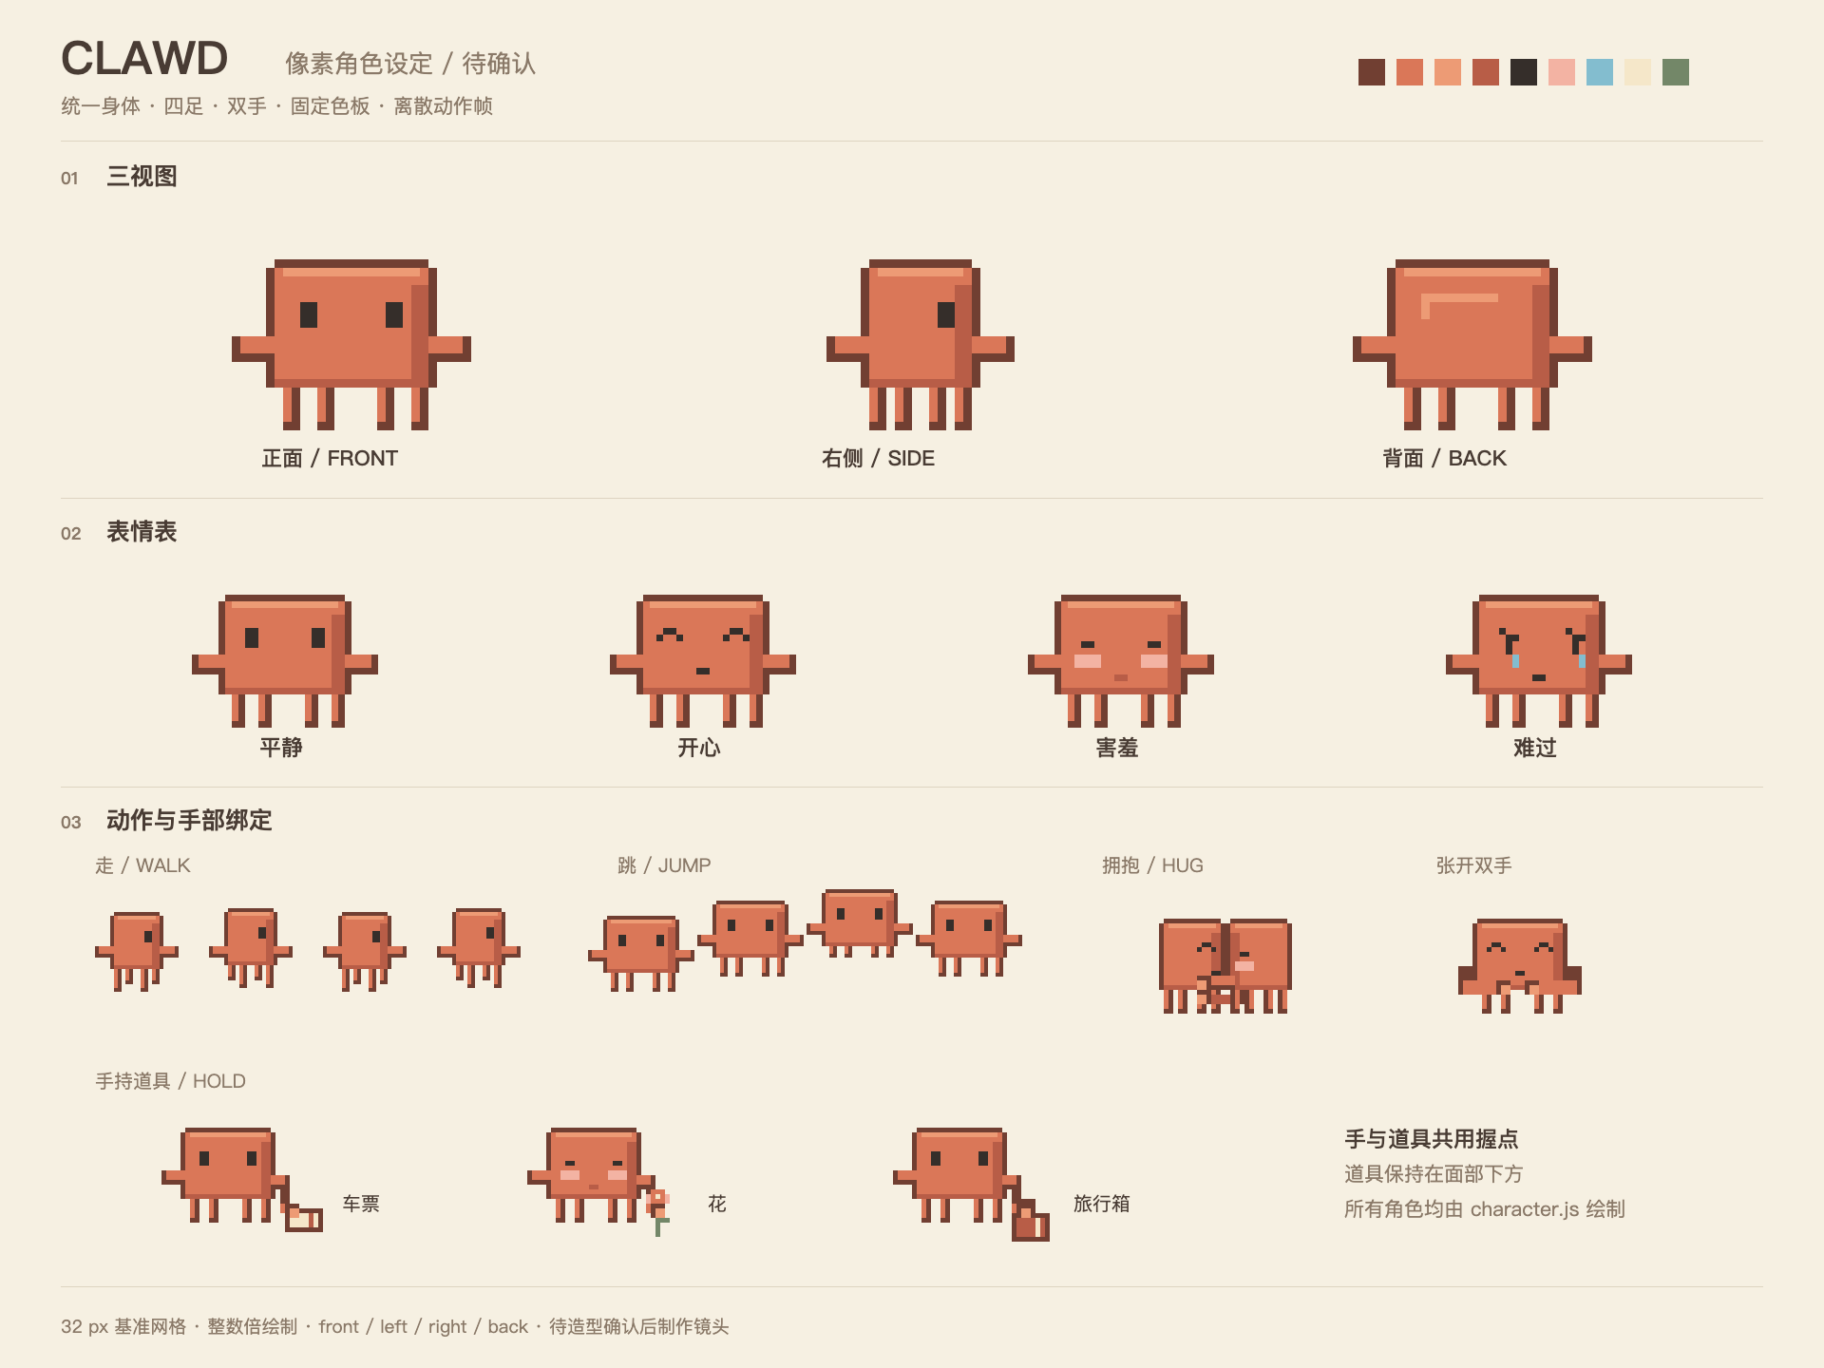 CLAWD 像素角色设定 / 待确认
统一身体 · 四足 · 双手 · 固定色板 · 离散动作帧
01 三视图
正面 / FRONT
右侧 / SIDE
背面 / BACK
02 表情表
平静
开心
害羞
难过
03 动作与手部绑定
走 / WALK
跳 / JUMP
拥抱 / HUG
张开双手
手持道具 / HOLD
车票
花
旅行箱
手与道具共用握点
道具保持在面部下方
所有角色均由 character.js 绘制
32 px 基准网格 · 整数倍绘制 · front / left / right / back · 待造型确认后制作镜头